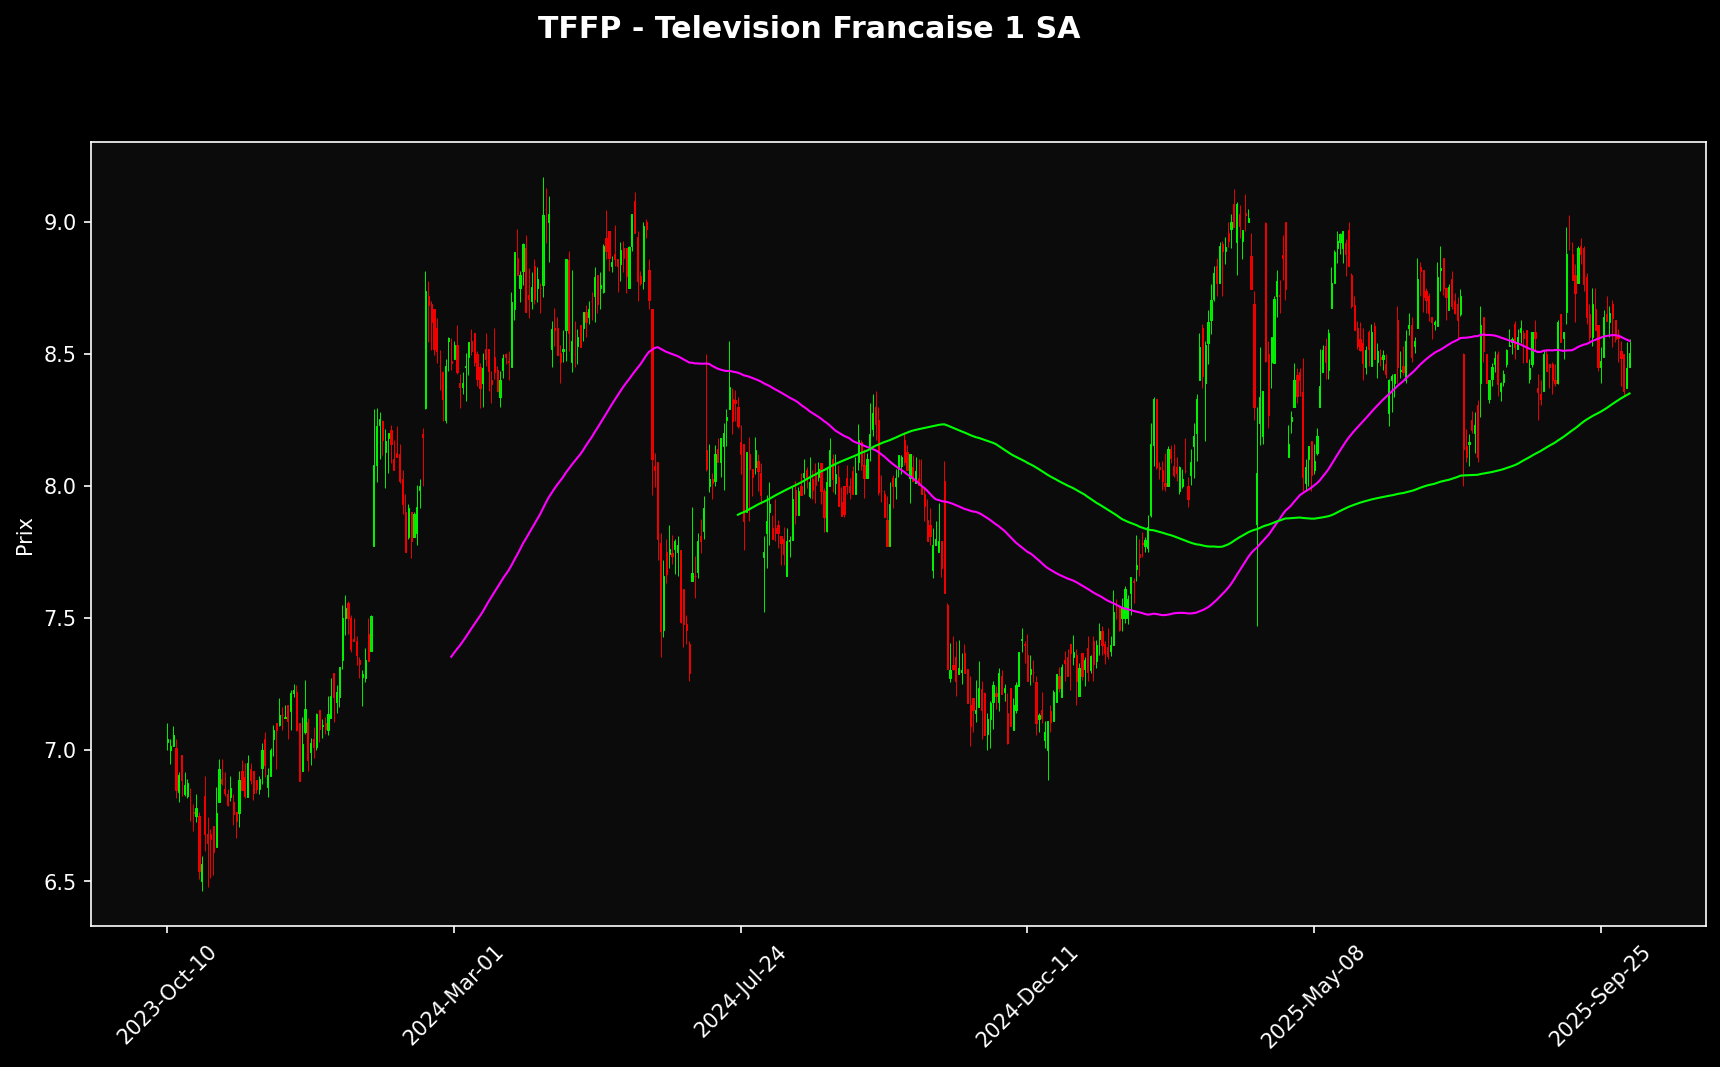 TFFP - Television Francaise 1 SA
Prix
9.0
8.5
8.0
7.5
7.0
6.5
2023-Oct-10
2024-Mar-01
2024-Jul-24
2024-Dec-11
2025-May-08
2025-Sep-25